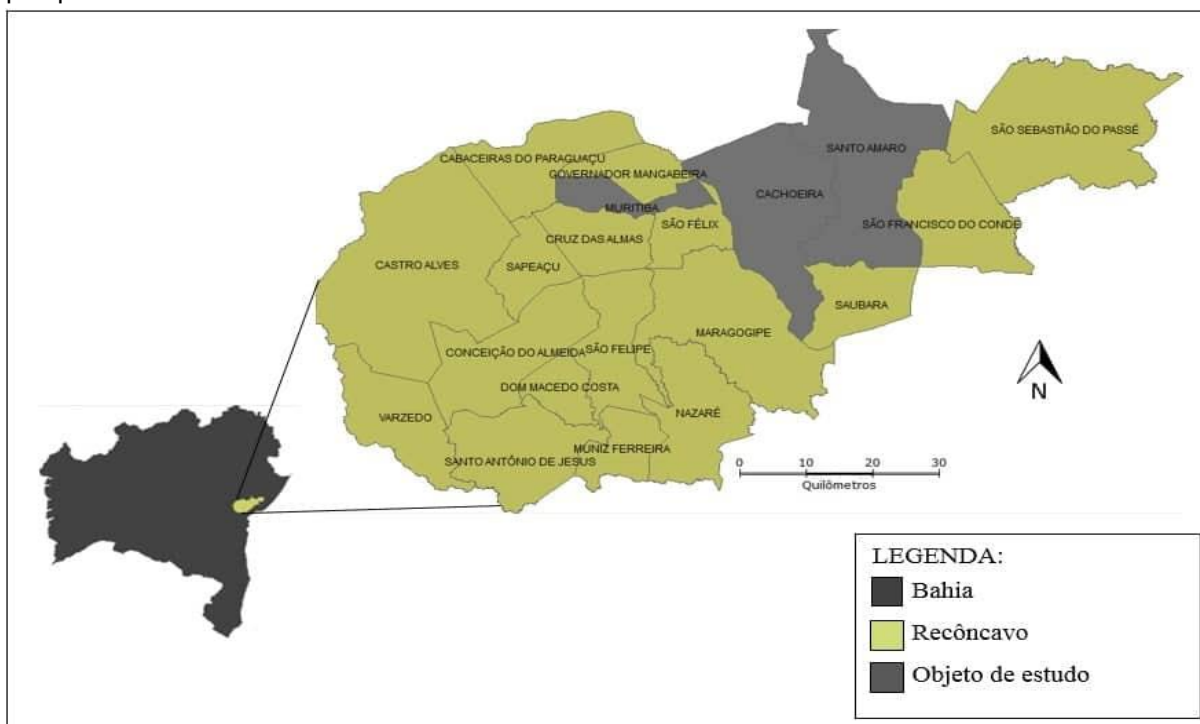 SÃO SEBASTIÃO DO PASSÉ
SANTO AMARO
CABACEIRAS DO PARAGUAÇU
GOVERNADOR MANGABEIRA
CACHOEIRA
MURITIBA
SÃO FÉLIX
SÃO FRANCISCO DO CONDE
CRUZ DAS ALMAS
CASTRO ALVES
SAPEAÇU
SAUBARA
MARAGOGIPE
CONCEIÇÃO DO ALMEIDA
SÃO FELIPE
DOM MACEDO COSTA
VARZEDO
NAZARÉ
MUNIZ FERREIRA
SANTO ANTÔNIO DE JESUS
N
0 10 20 30
Quilômetros
LEGENDA:
Bahia
Recôncavo
Objeto de estudo